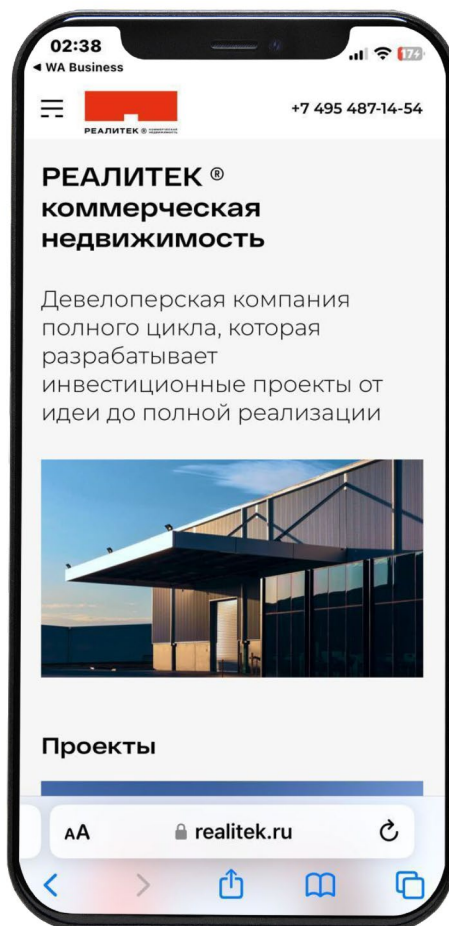 02:38
◀ WA Business
17
+7 495 487-14-54
РЕАЛИТЕК ®
РЕАЛИТЕК ®
коммерческая
недвижимость
Девелоперская компания
полного цикла, которая
разрабатывает
инвестиционные проекты от
идеи до полной реализации
Проекты
AA
realitek.ru